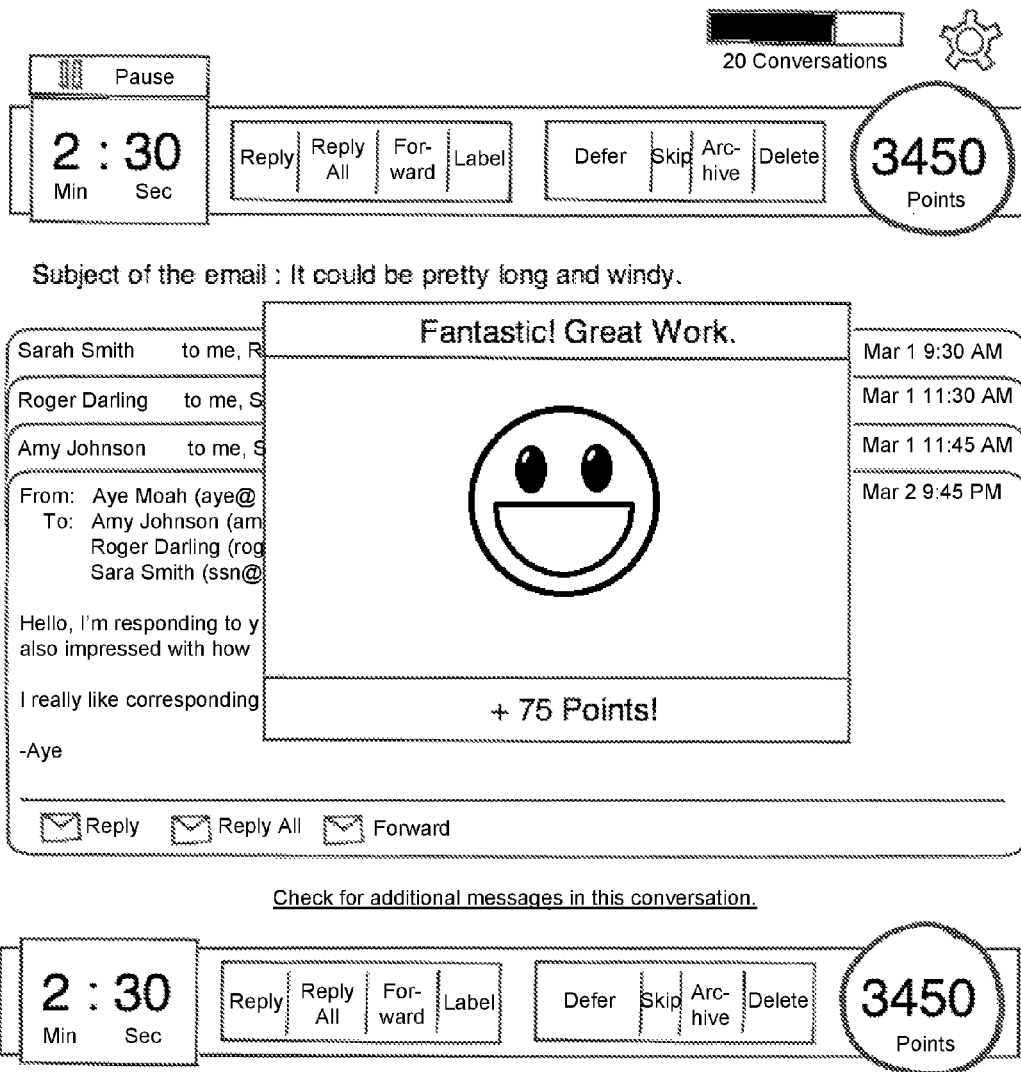 20 Conversations
Pause
2 : 30
Min Sec
Reply
Reply All
For-ward
Label
Defer
Skip
Arc-hive
Delete
3450
Points
Subject of the email : It could be pretty long and windy.
Fantastic! Great Work.
Sarah Smith to me, R
Mar 1 9:30 AM
Roger Darling to me, S
Mar 1 11:30 AM
Amy Johnson to me, S
Mar 1 11:45 AM
From: Aye Moah (aye@
Mar 2 9:45 PM
To: Amy Johnson (am
Roger Darling (rog
Sara Smith (ssn@
Hello, I'm responding to y
also impressed with how
I really like corresponding
+ 75 Points!
-Aye
Reply Reply All Forward
Check for additional messages in this conversation.
2 : 30
Min Sec
Reply
Reply All
For-ward
Label
Defer
Skip
Arc-hive
Delete
3450
Points